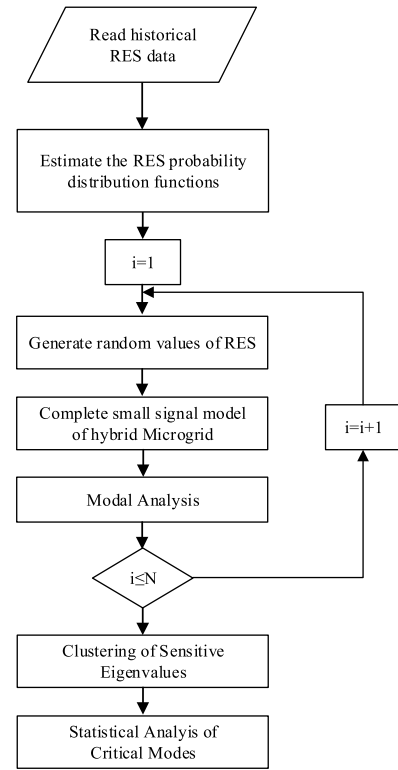 Read historical
RES data
Estimate the RES probability
distribution functions
i=1
Generate random values of RES
Complete small signal model
of hybrid Microgrid
i=i+1
Modal Analysis
i≤N
Clustering of Sensitive
Eigenvalues
Statistical Analyis of
Critical Modes